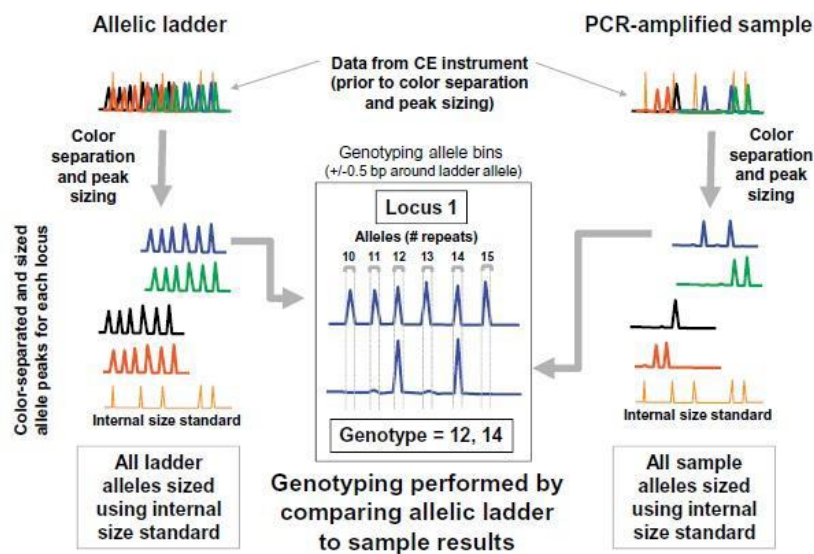 Allelic ladder
PCR-amplified sample
Data from CE instrument
(prior to color separation
and peak sizing)
Color
separation
and peak
sizing
Color
separation
and peak
sizing
Genotyping allele bins
(+/-0.5 bp around ladder allele)
Locus 1
Alleles (# repeats)
10 11 12 13 14 15
Genotype = 12, 14
Color-separated and sized
allele peaks for each locus
Internal size standard
Internal size standard
All ladder
alleles sized
using internal
size standard
Genotyping performed by
comparing allelic ladder
to sample results
All sample
alleles sized
using internal
size standard